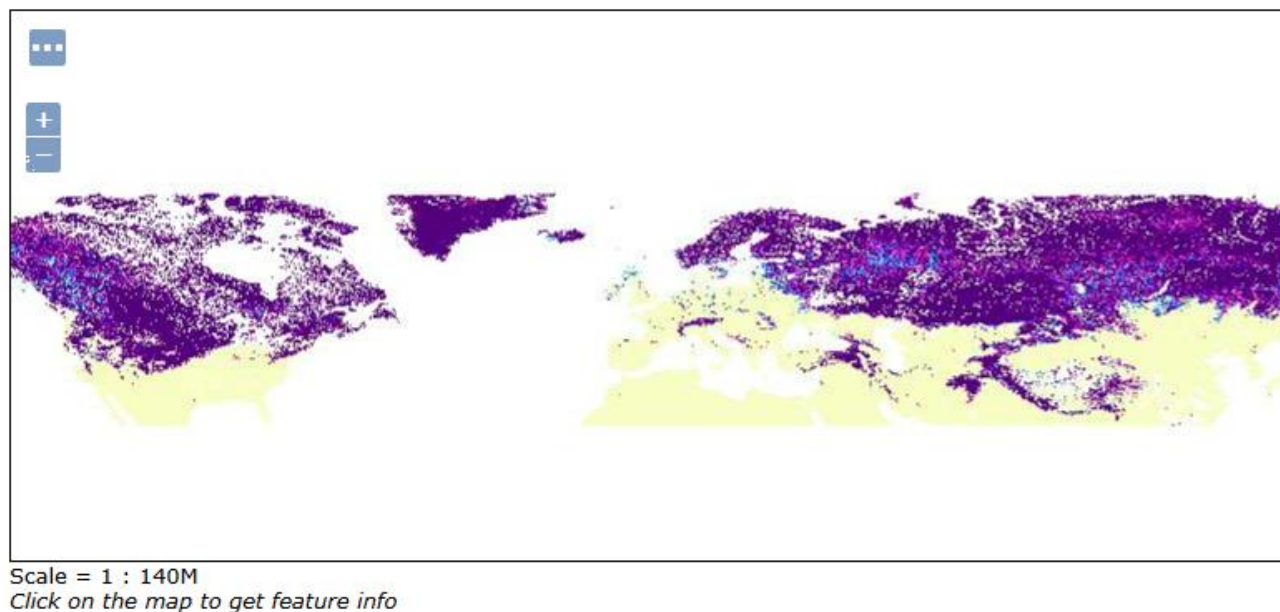 +
−
Scale = 1 : 140M
Click on the map to get feature info